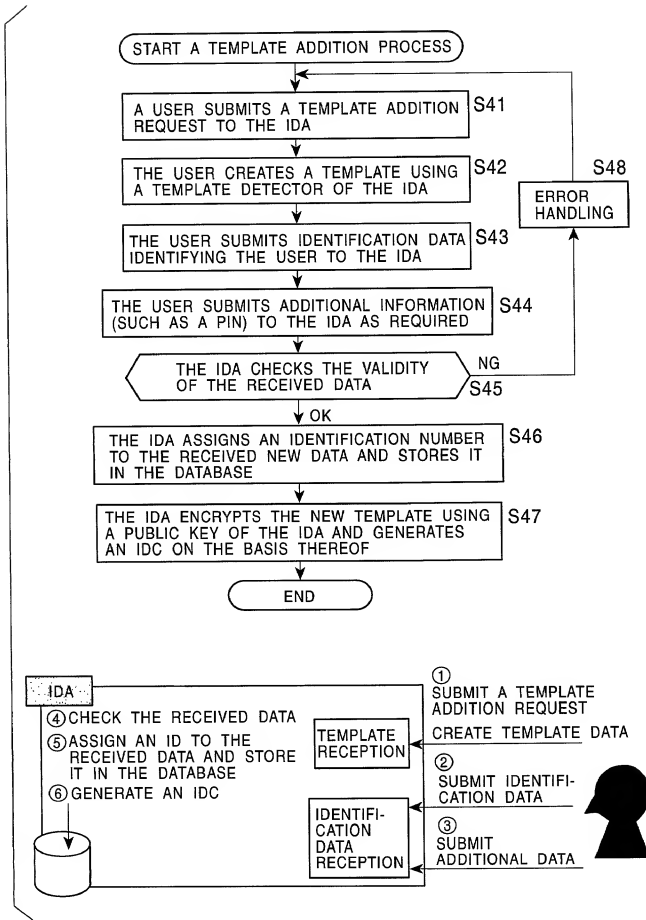 START A TEMPLATE ADDITION PROCESS
A USER SUBMITS A TEMPLATE ADDITION
REQUEST TO THE IDA
S41
THE USER CREATES A TEMPLATE USING
A TEMPLATE DETECTOR OF THE IDA
S42
S48
ERROR
HANDLING
THE USER SUBMITS IDENTIFICATION DATA
IDENTIFYING THE USER TO THE IDA
S43
THE USER SUBMITS ADDITIONAL INFORMATION
(SUCH AS A PIN) TO THE IDA AS REQUIRED
S44
THE IDA CHECKS THE VALIDITY
OF THE RECEIVED DATA
NG
S45
OK
THE IDA ASSIGNS AN IDENTIFICATION NUMBER
TO THE RECEIVED NEW DATA AND STORES IT
IN THE DATABASE
S46
THE IDA ENCRYPTS THE NEW TEMPLATE USING
A PUBLIC KEY OF THE IDA AND GENERATES
AN IDC ON THE BASIS THEREOF
S47
END
IDA
④ CHECK THE RECEIVED DATA
⑤ ASSIGN AN ID TO THE
RECEIVED DATA AND STORE
IT IN THE DATABASE
⑥ GENERATE AN IDC
TEMPLATE
RECEPTION
IDENTIFI-
CATION
DATA
RECEPTION
①
SUBMIT A TEMPLATE
ADDITION REQUEST
CREATE TEMPLATE DATA
②
SUBMIT IDENTIFI-
CATION DATA
③
SUBMIT
ADDITIONAL DATA